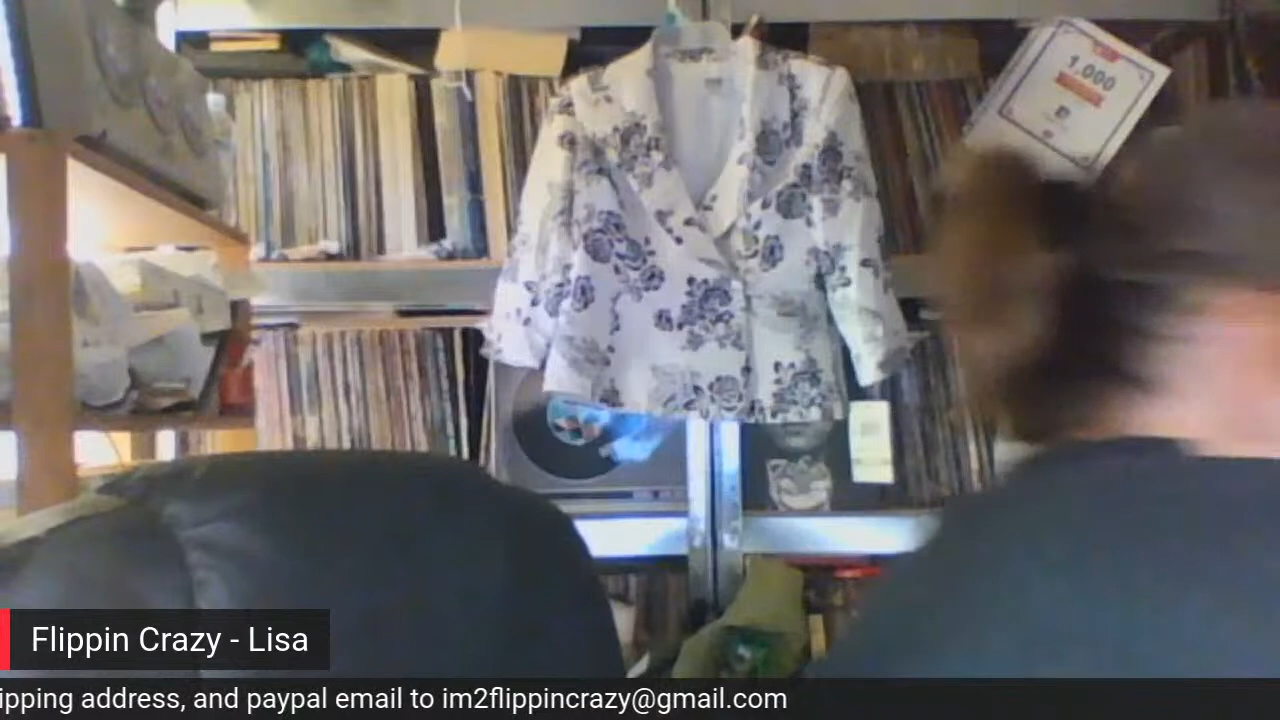 1,000
Flippin Crazy - Lisa
ipping address, and paypal email to im2flippincrazy@gmail.com